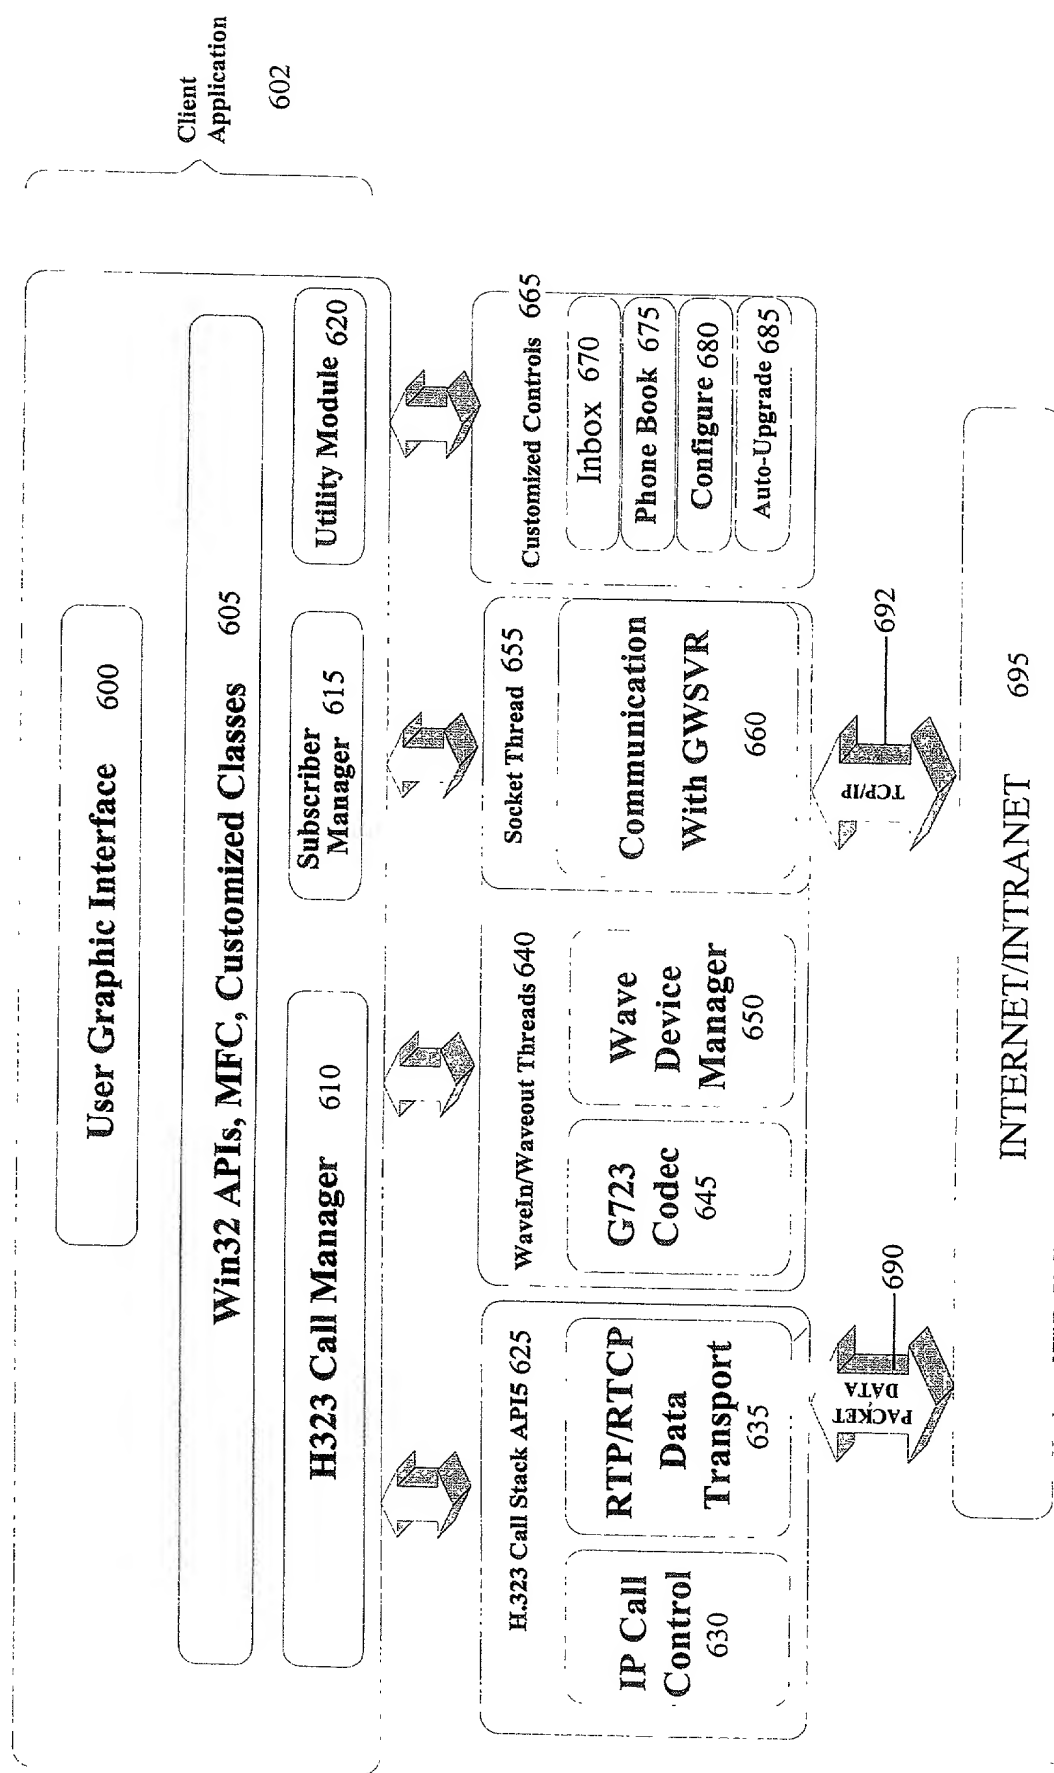 Client
Application
602
User Graphic Interface 600
Win32 APIs, MFC, Customized Classes 605
H323 Call Manager 610
Subscriber
Manager 615
Utility Module 620
H.323 Call Stack API5 625
IP Call
Control
630
RTP/RTCP
Data
Transport
635
WaveIn/Waveout Threads 640
G723
Codec
645
Wave
Device
Manager
650
Socket Thread 655
Communication
With GWSVR
660
Customized Controls 665
Inbox 670
Phone Book 675
Configure 680
Auto-Upgrade 685
PACKET
DATA
690
TCP/IP
692
INTERNET/INTRANET 695